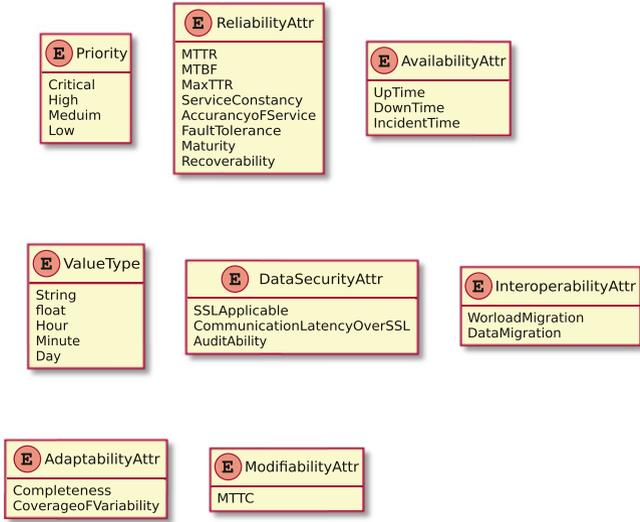 E Priority
Critical
High
Meduim
Low
E ReliabilityAttr
MTTR
MTBF
MaxTTR
ServiceConstancy
AccurancyoFService
FaultTolerance
Maturity
Recoverability
E AvailabilityAttr
UpTime
DownTime
IncidentTime
E ValueType
String
float
Hour
Minute
Day
E DataSecurityAttr
SSLApplicable
CommunicationLatencyOverSSL
AuditAbility
E InteroperabilityAttr
WorloadMigration
DataMigration
E AdaptabilityAttr
Completeness
CoverageoFVariability
E ModifiabilityAttr
MTTC